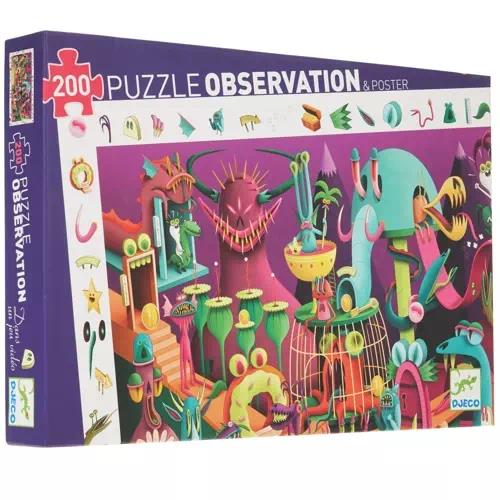 200 PUZZLE OBSERVATION & POSTER
200
PUZZLE
OBSERVATION
Dans
un jeu vidéo
DJECO
DJECO